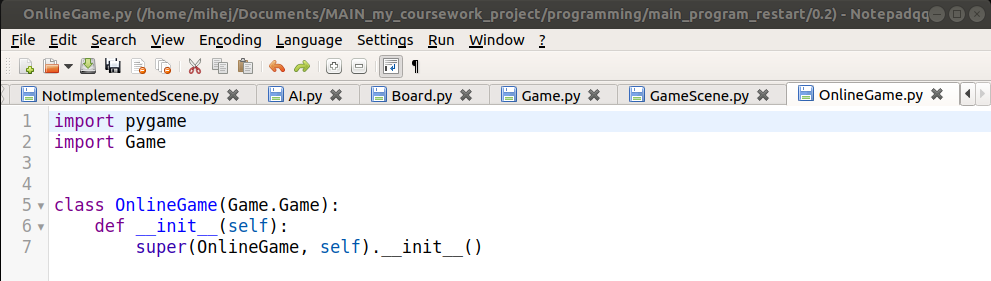 OnlineGame.py (/home/mihej/Documents/MAIN_my_coursework_project/programming/main_program_restart/0.2) - Notepadqq
File Edit Search View Encoding Language Settings Run Window ?
NotImplementedScene.py AI.py Board.py Game.py GameScene.py OnlineGame.py
1 import pygame
2 import Game
3
4
5 class OnlineGame(Game.Game):
6 def __init__(self):
7 super(OnlineGame, self).__init__()